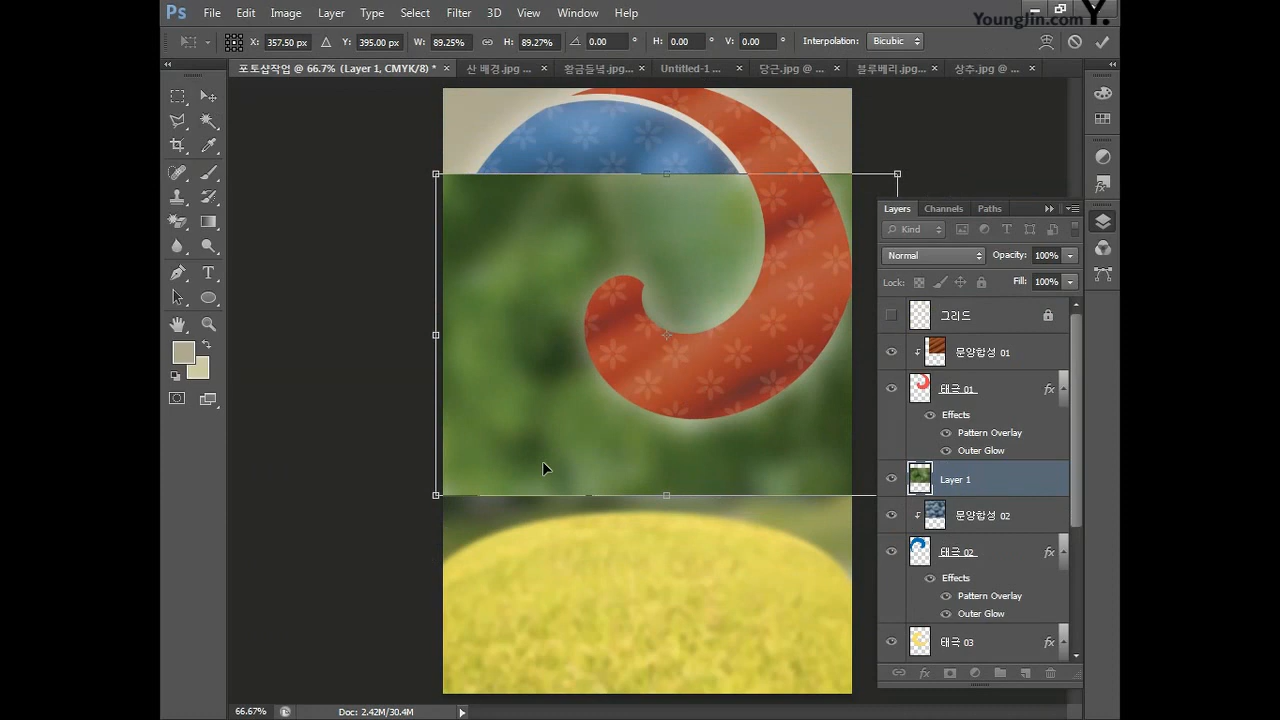 Ps File Edit Image Layer Type Select Filter 3D View Window Help
YoungJin.com Y.
X: 357.50 px Y: 395.00 px W: 89.25% H: 89.27% 0.00 ° H: 0.00 ° V: 0.00 ° Interpolation: Bicubic
포토샵작업 @ 66.7% (Layer 1, CMYK/8) * × 산 배경.jpg ... × 황금들녘.jpg... × Untitled-1 ... × 당근.jpg @ ... × 블루베리.jpg... × 상추.jpg @ ... ×
Layers Channels Paths
Kind
Normal Opacity: 100%
Lock: Fill: 100%
그리드
문양합성 01
태극 01 fx
Effects
Pattern Overlay
Outer Glow
Layer 1
문양합성 02
태극 02 fx
Effects
Pattern Overlay
Outer Glow
태극 03 fx
fx
66.67% Doc: 2.42M/30.4M